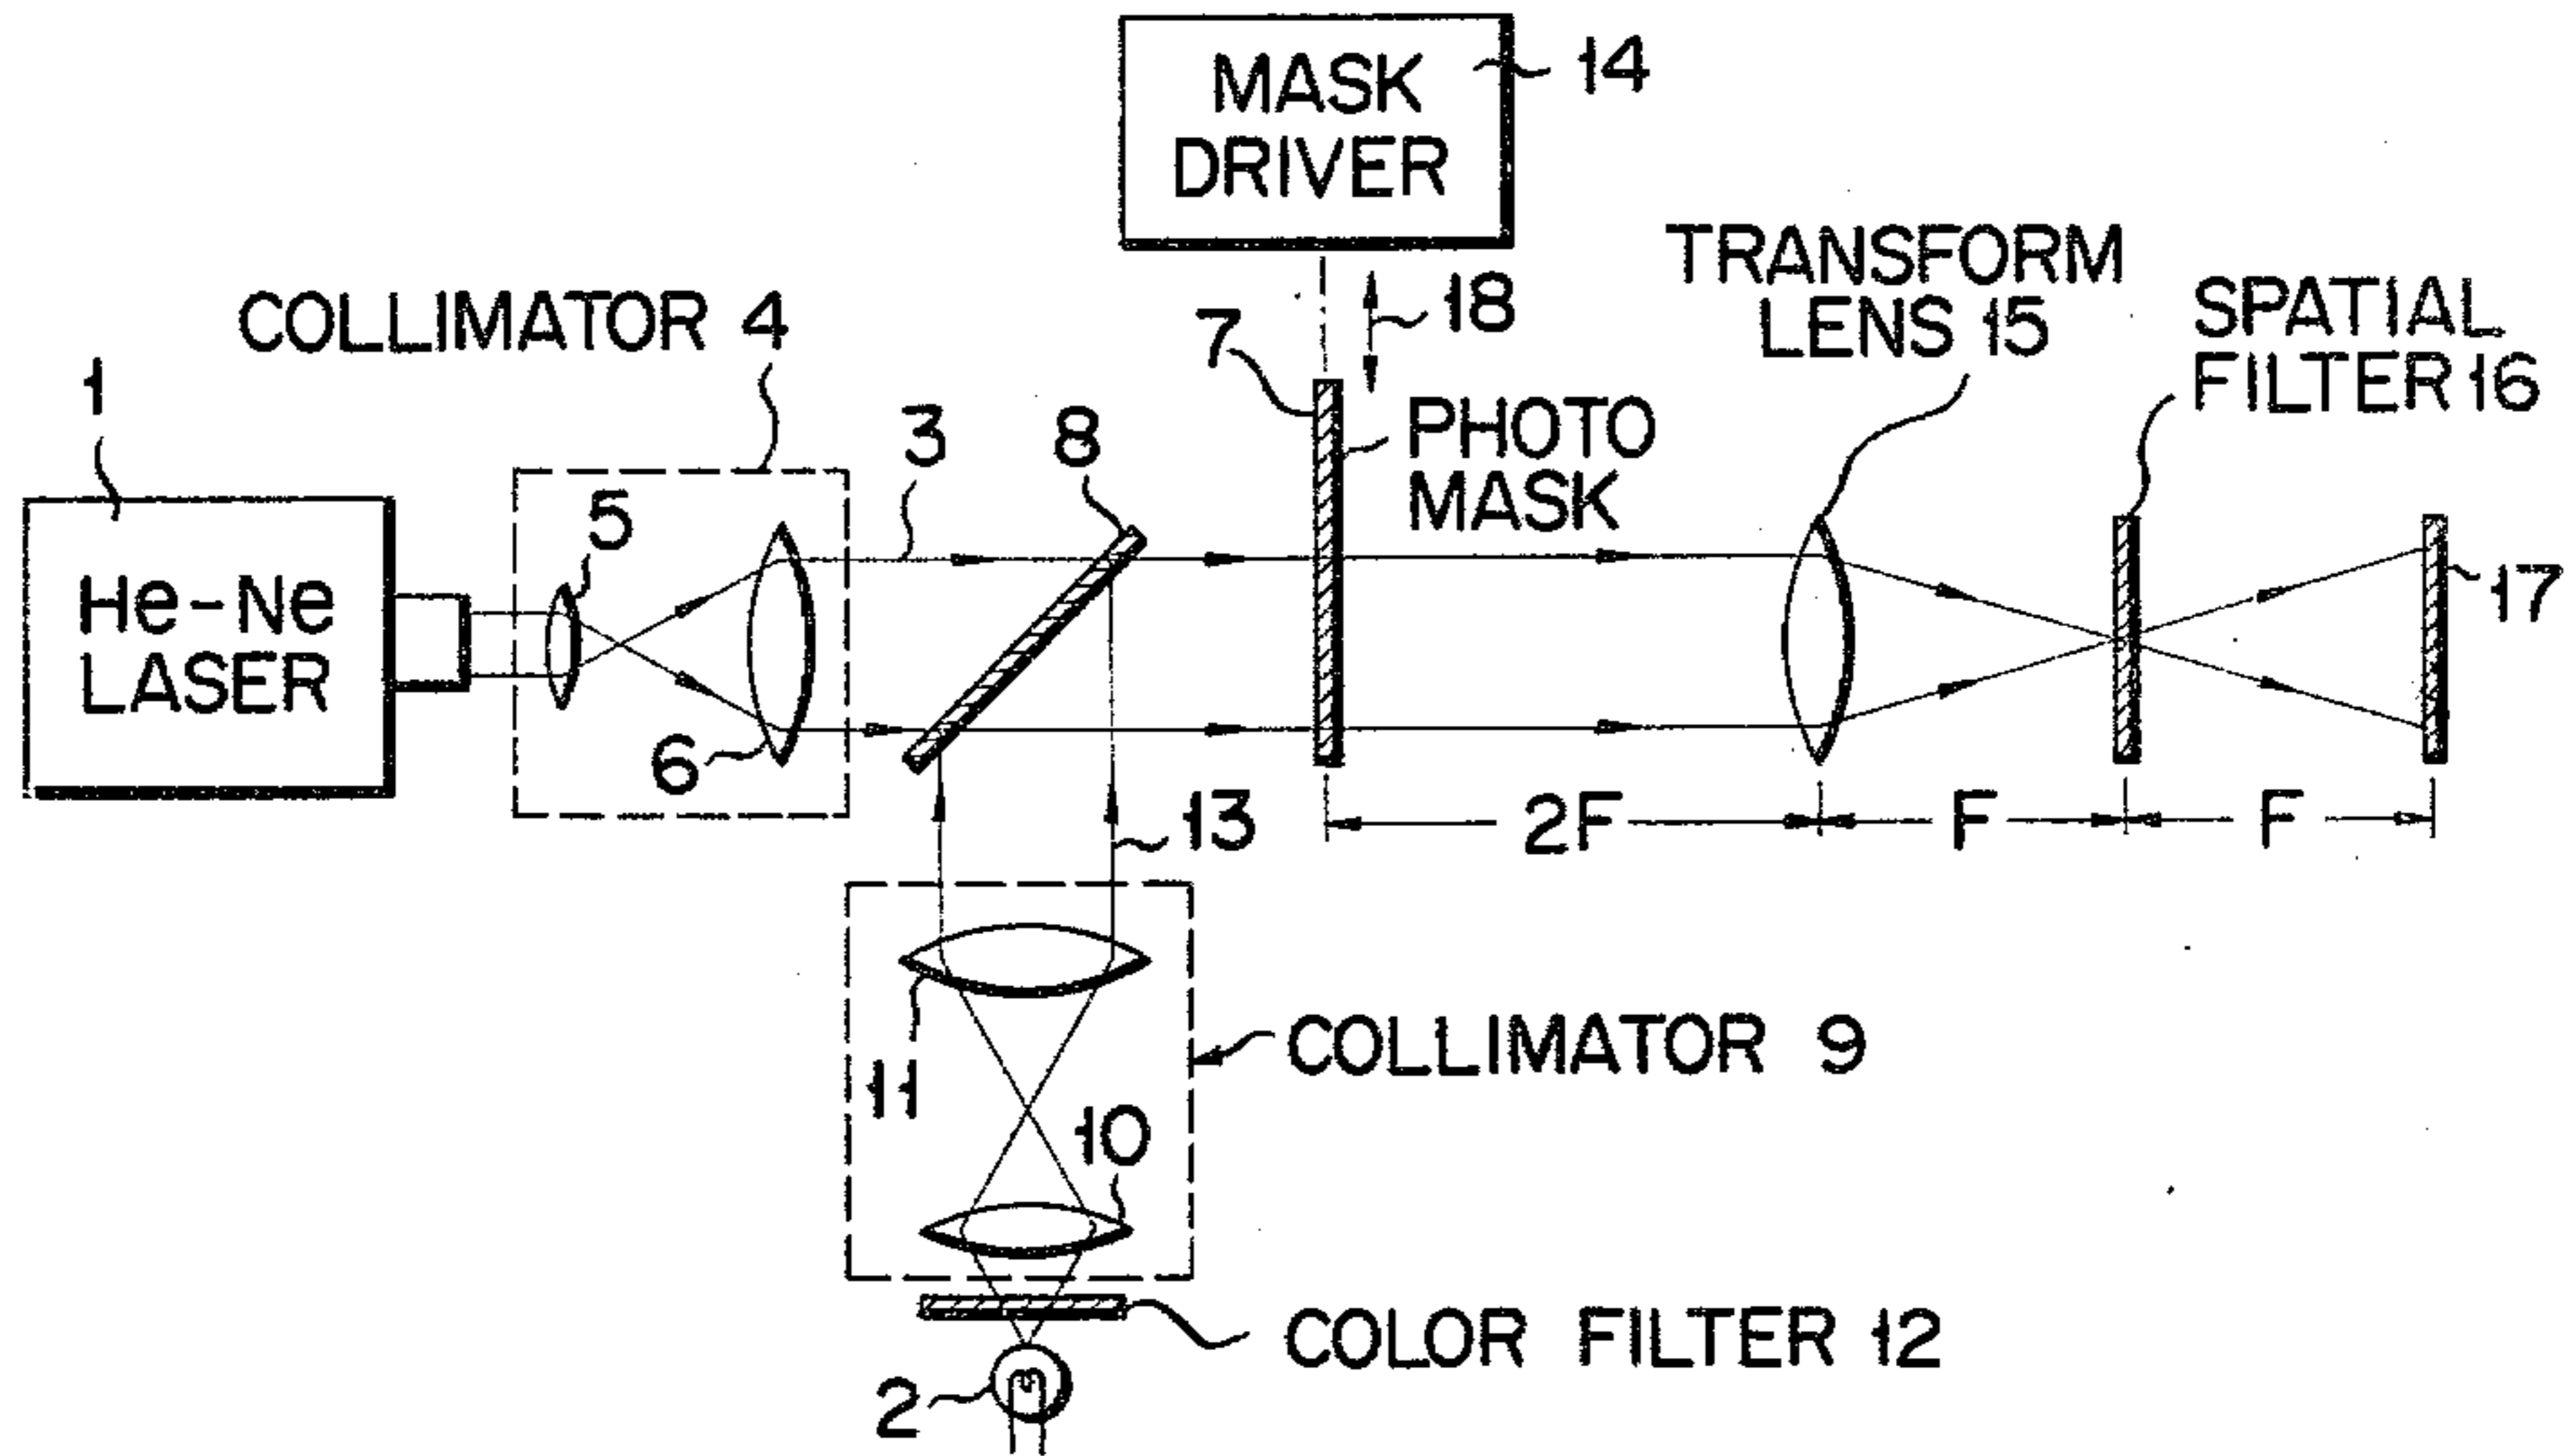 MASK
DRIVER
14
TRANSFORM
LENS 15
SPATIAL
FILTER 16
COLLIMATOR 4
18
7
1
3
8
PHOTO
MASK
5
He-Ne
LASER
17
6
2F
F
F
13
11
COLLIMATOR 9
10
COLOR FILTER 12
2